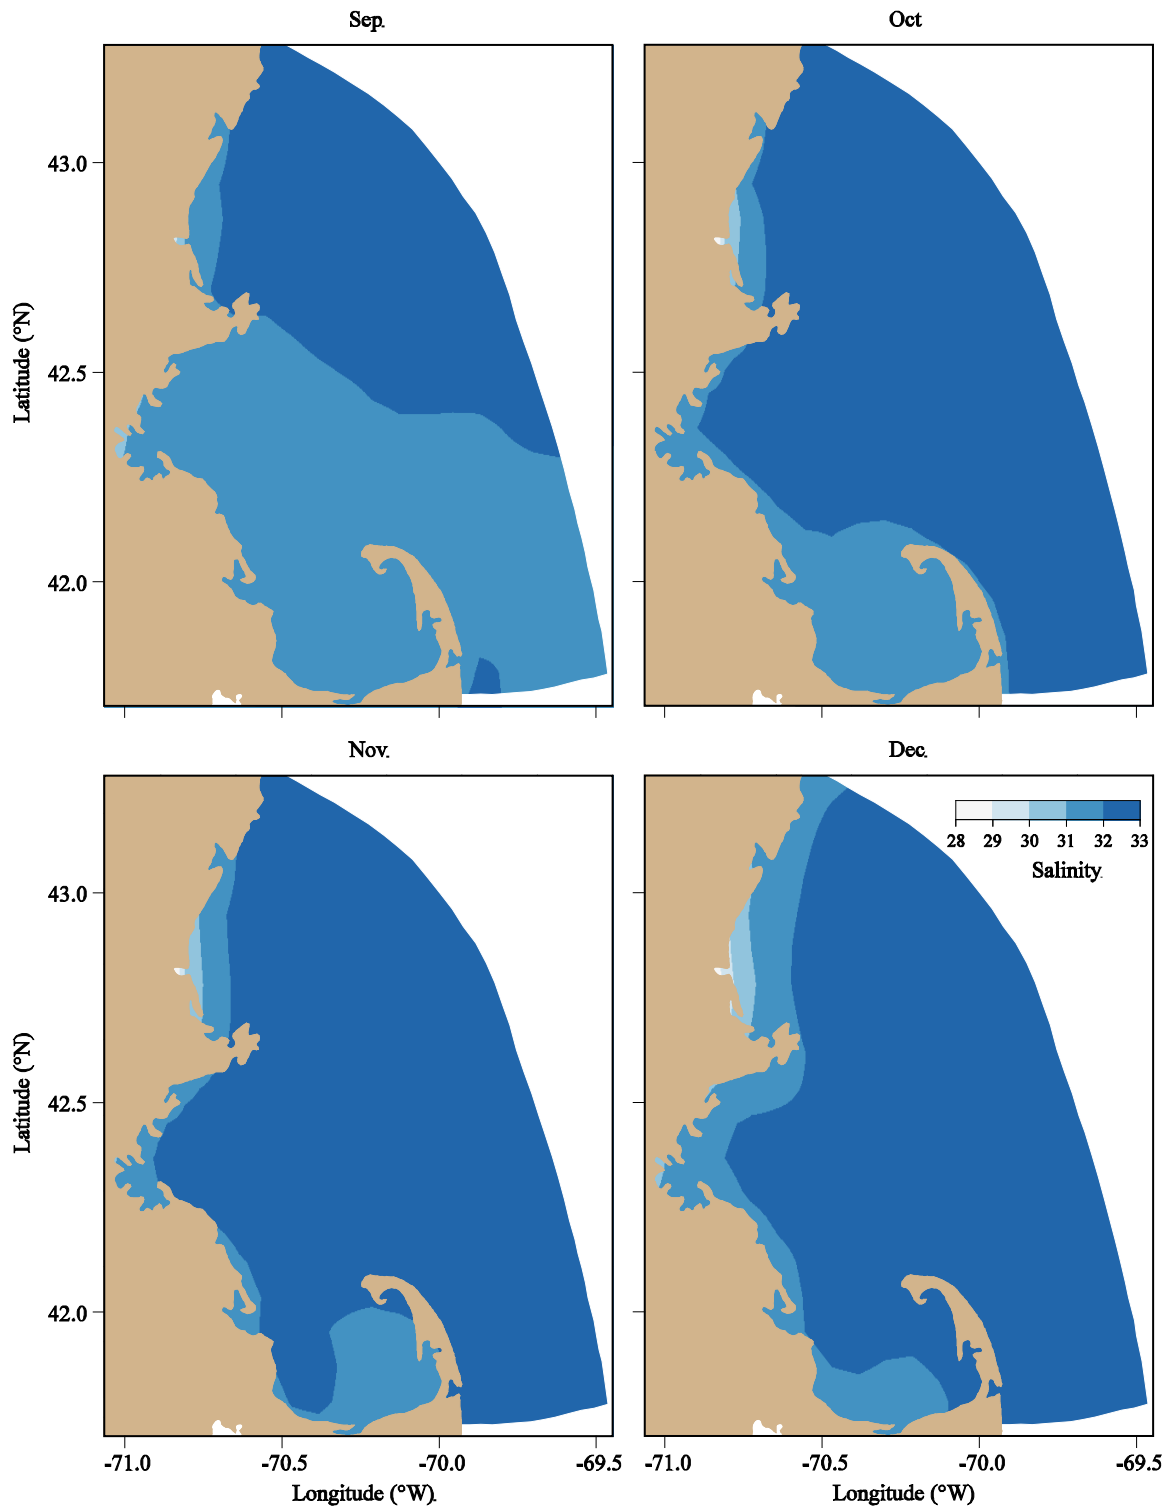 Sep.
Oct
43.0
42.5
42.0
Latitude (°N)
Nov.
Dec.
28 29 30 31 32 33
Salinity.
43.0
42.5
42.0
Latitude (°N)
-71.0 -70.5 -70.0 -69.5
-71.0 -70.5 -70.0 -69.5
Longitude (°W).
Longitude (°W)